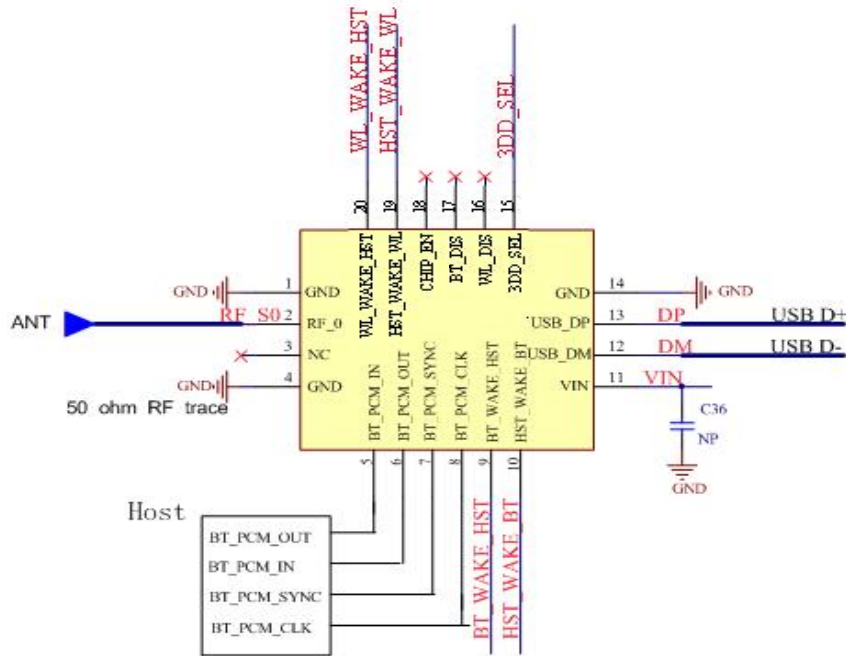 WL_WAKE_HST
HST_WAKE_WL
3DD_SEL
20
19
18
17
16
15
WL_WAKE_HST
HST_WAKE_WL
CHIP_EN
BT_DIS
WL_DIS
3DD_SEL
GND 1 GND
ANT RF_S0 2 RF_0
3 NC
GND 4 GND
50 ohm RF trace
GND 14 GND
USB_DP 13 DP USB D+
USB_DM 12 DM USB D-
VIN 11 VIN
C36
NP
GND
BT_PCM_IN
BT_PCM_OUT
BT_PCM_SYNC
BT_PCM_CLK
BT_WAKE_HST
HST_WAKE_BT
5
6
7
8
9
10
BT_WAKE_HST
HST_WAKE_BT
Host
BT_PCM_OUT
BT_PCM_IN
BT_PCM_SYNC
BT_PCM_CLK